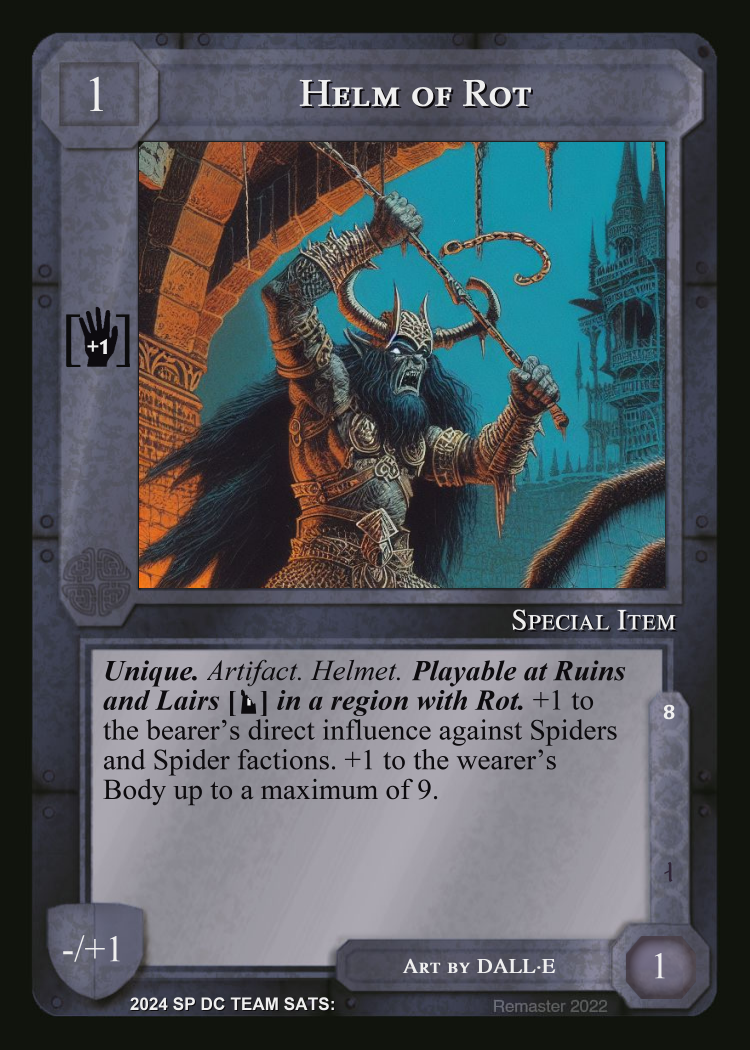 1
Helm of Rot
+1
Special Item
Unique. Artifact. Helmet. Playable at Ruins
and Lairs [ ] in a region with Rot. +1 to
the bearer's direct influence against Spiders
and Spider factions. +1 to the wearer's
Body up to a maximum of 9.
8
-/+1
Art by DALL·E
1
2024 SP DC TEAM SATS:
Remaster 2022